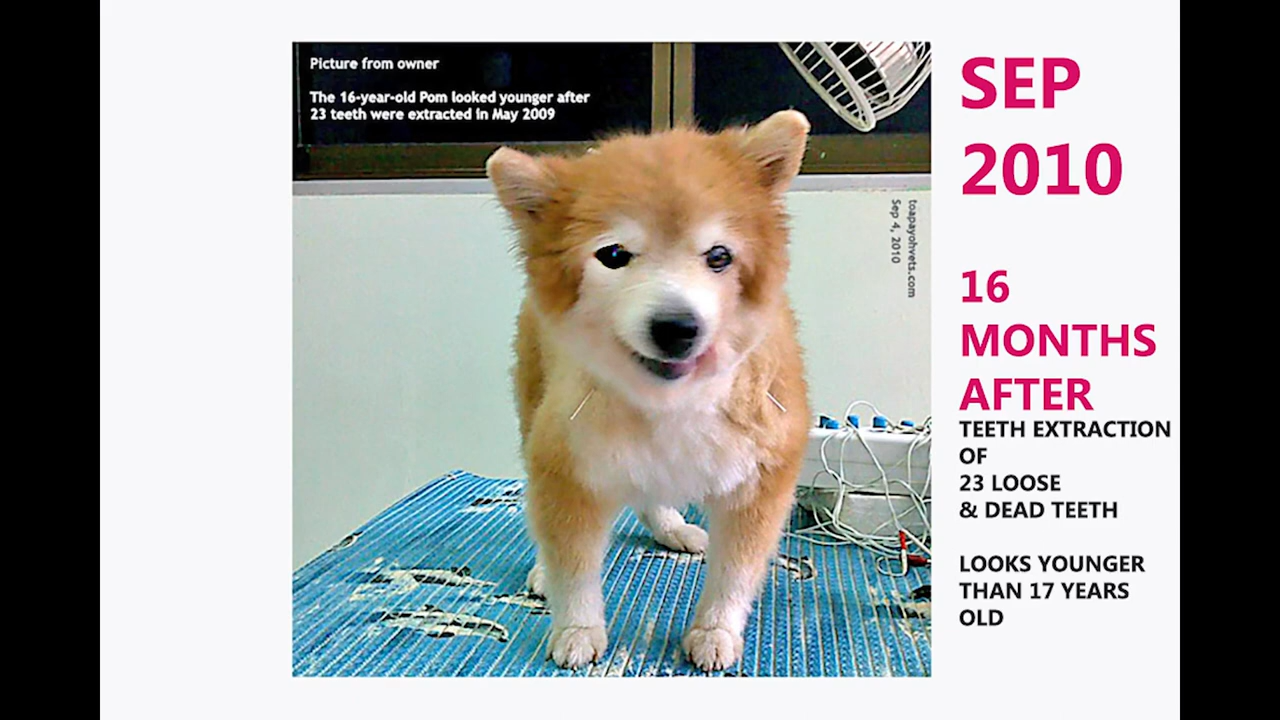 Picture from owner
The 16-year-old Pom looked younger after
23 teeth were extracted in May 2009
toapayohvets.com
Sep 4, 2010
SEP
2010
16
MONTHS
AFTER
TEETH EXTRACTION
OF
23 LOOSE
& DEAD TEETH
LOOKS YOUNGER
THAN 17 YEARS
OLD